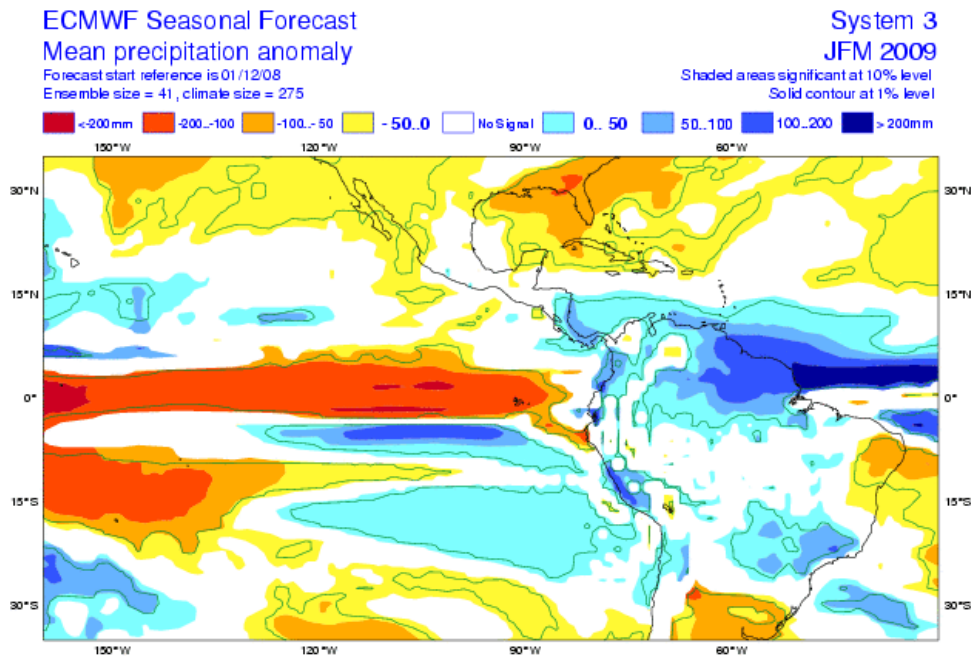 ECMWF Seasonal Forecast
System 3
Mean precipitation anomaly
JFM 2009
Forecast start reference is 01/12/08
Shaded areas significant at 10% level
Ensemble size = 41, climate size = 275
Solid contour at 1% level
<-200mm -200..-100 -100..-50 -50..0 No Signal 0..50 50..100 100..200 > 200mm
150°W 120°W 90°W 60°W
30°N 30°N
15°N 15°N
0° 0°
15°S 15°S
30°S 30°S
150°W 120°W 90°W 60°W